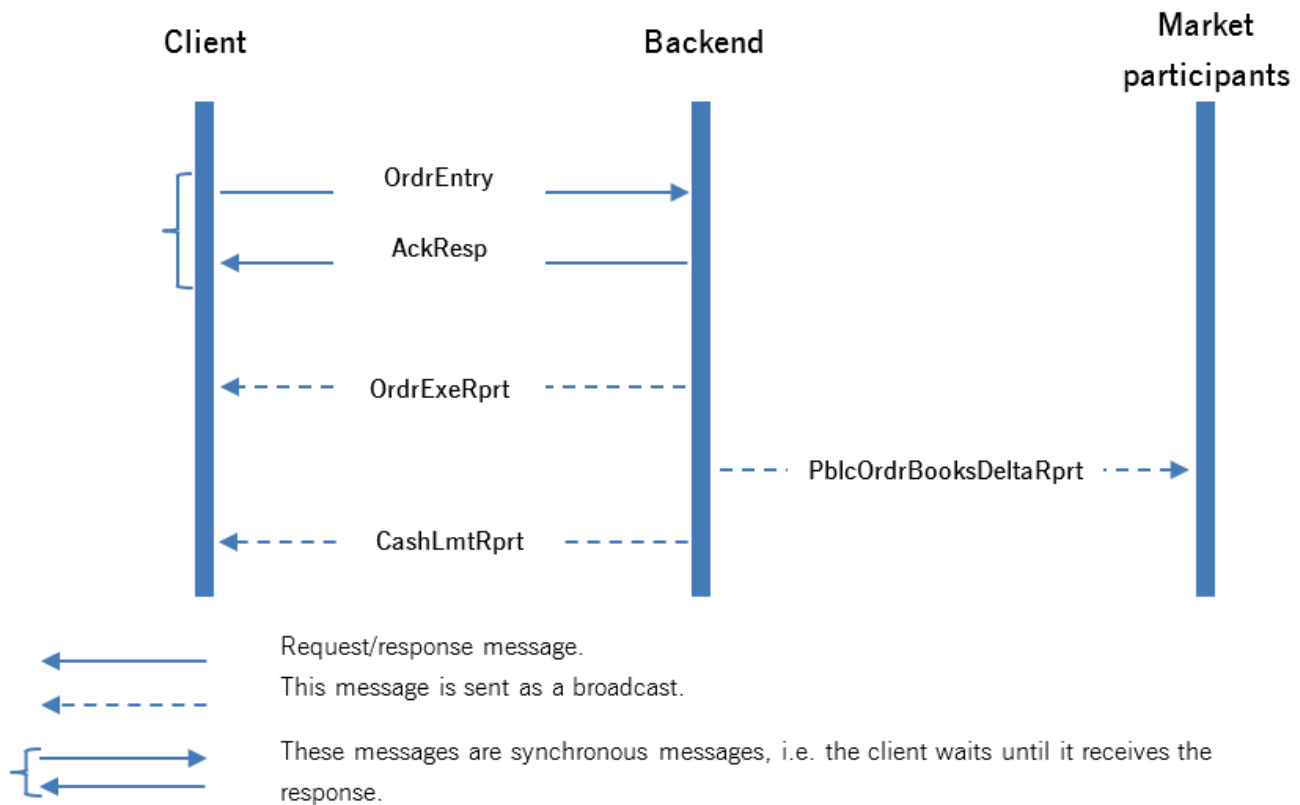 Client
Backend
Market
participants
OrdrEntry
AckResp
OrdrExeRprt
PblcOrdrBooksDeltaRprt
CashLmtRprt
Request/response message.
This message is sent as a broadcast.
These messages are synchronous messages, i.e. the client waits until it receives the
response.